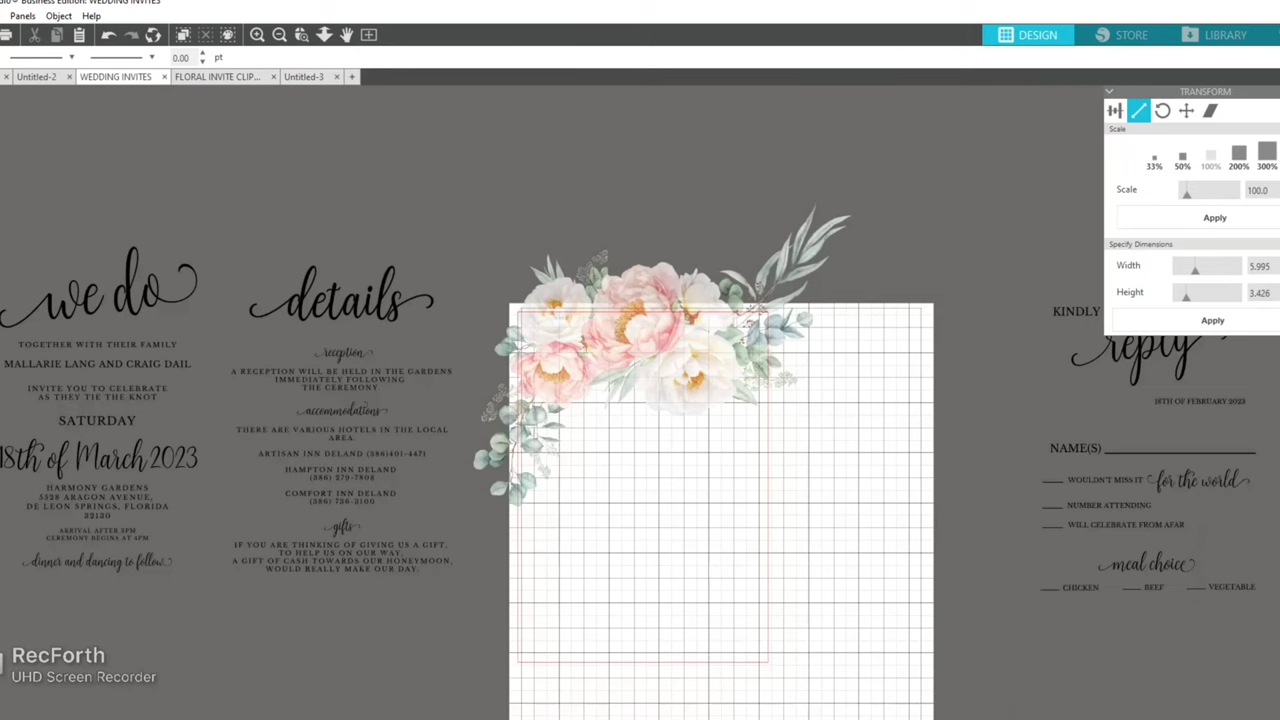 Business Edition: WEDDING INVITES
Panels Object Help
0.00 pt
DESIGN STORE LIBRARY
Untitled-2 WEDDING INVITES FLORAL INVITE CLIP... Untitled-3
TRANSFORM
Scale
33% 50% 100% 200% 300%
Scale 100.0
Apply
Specify Dimensions
Width 5.995
Height 3.426
Apply
we do
TOGETHER WITH THEIR FAMILY
MALLARIE LANG AND CRAIG DAIL
INVITE YOU TO CELEBRATE
AS THEY TIE THE KNOT
SATURDAY
18th of March 2023
HARMONY GARDENS
5528 ARAGON AVENUE,
DE LEON SPRINGS, FLORIDA
32130
ARRIVAL AFTER 3PM
CEREMONY BEGINS AT 4PM
dinner and dancing to follow
details
reception
A RECEPTION WILL BE HELD IN THE GARDENS
IMMEDIATELY FOLLOWING
THE CEREMONY
accommodations
THERE ARE VARIOUS HOTELS IN THE LOCAL
AREA.
ARTISAN INN DELAND (386)401-4471
HAMPTON INN DELAND
(386) 279-7808
COMFORT INN DELAND
(386) 736-3100
gifts
IF YOU ARE THINKING OF GIVING US A GIFT,
TO HELP US ON OUR WAY,
A GIFT OF CASH TOWARDS OUR HONEYMOON,
WOULD REALLY MAKE OUR DAY.
KINDLY
reply
18TH OF FEBRUARY 2023
NAME(S)
WOULDN'T MISS IT for the world
NUMBER ATTENDING
WILL CELEBRATE FROM AFAR
meal choice
CHICKEN BEEF VEGETABLE
RecForth
UHD Screen Recorder